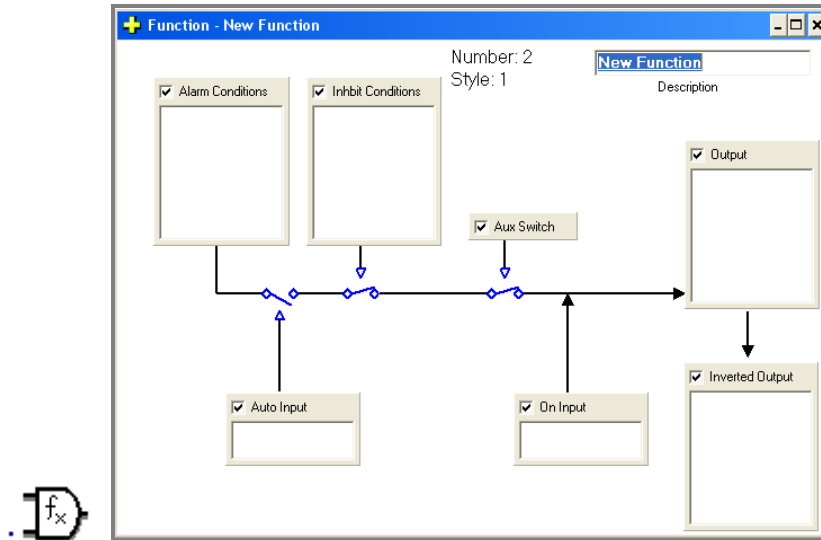 Function - New Function
Number: 2
Style: 1
New Function
Description
Alarm Conditions
Inhbit Conditions
Output
Aux Switch
Auto Input
On Input
Inverted Output
fx